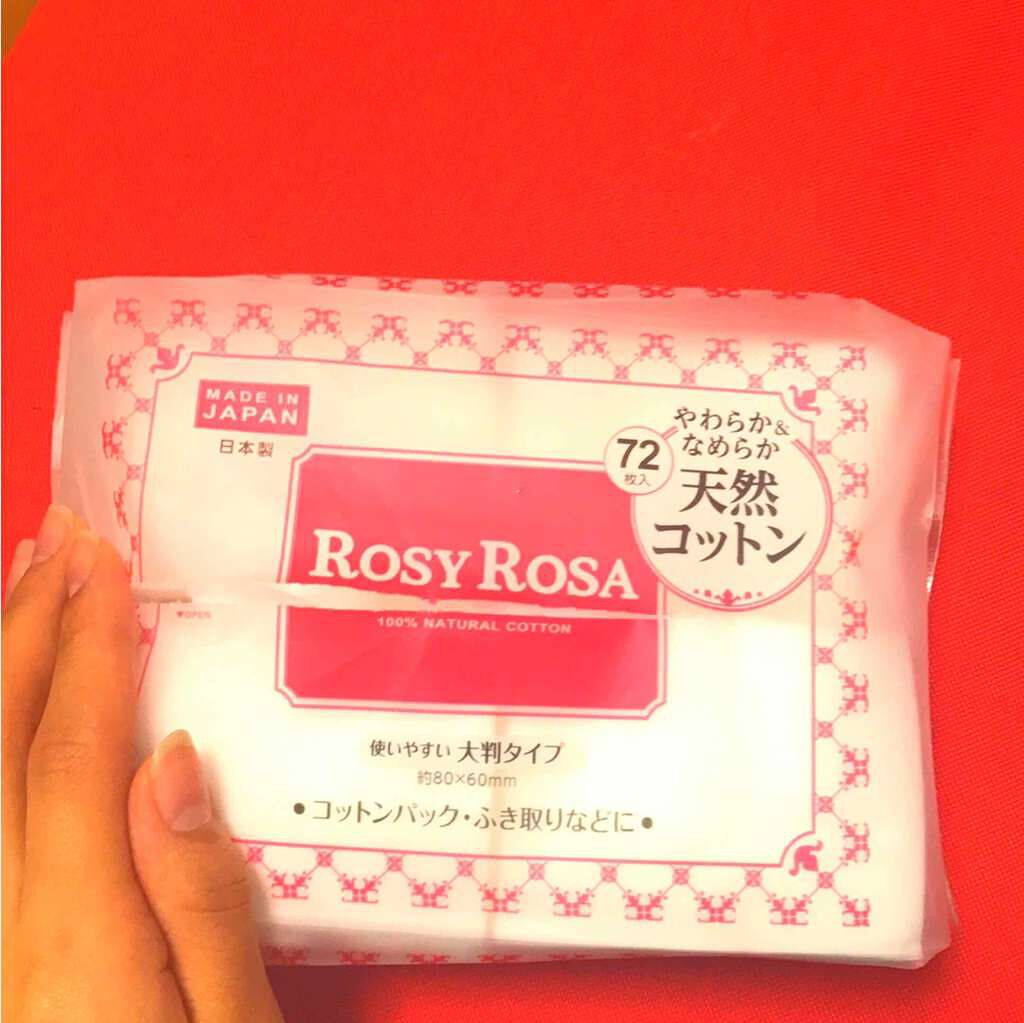 MADE IN
JAPAN
日本製
やわらか&
なめらか
天然
コットン
72
枚入
ROSY ROSA
100% NATURAL COTTON
▼OPEN
使いやすい 大判タイプ
約80×60mm
•コットンパック・ふき取りなどに•